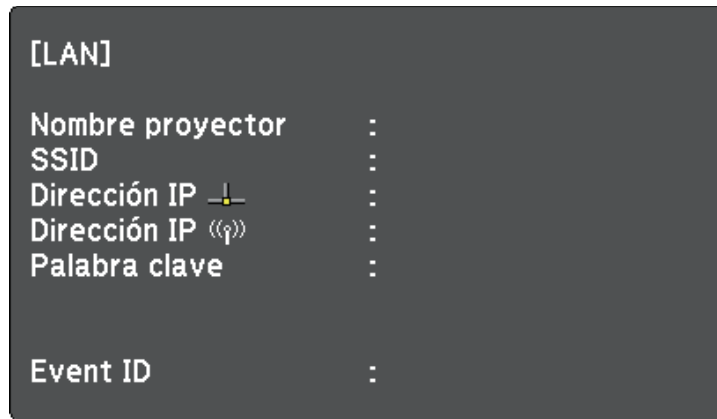 [LAN]
Nombre proyector :
SSID :
Dirección IP :
Dirección IP :
Palabra clave :
Event ID :